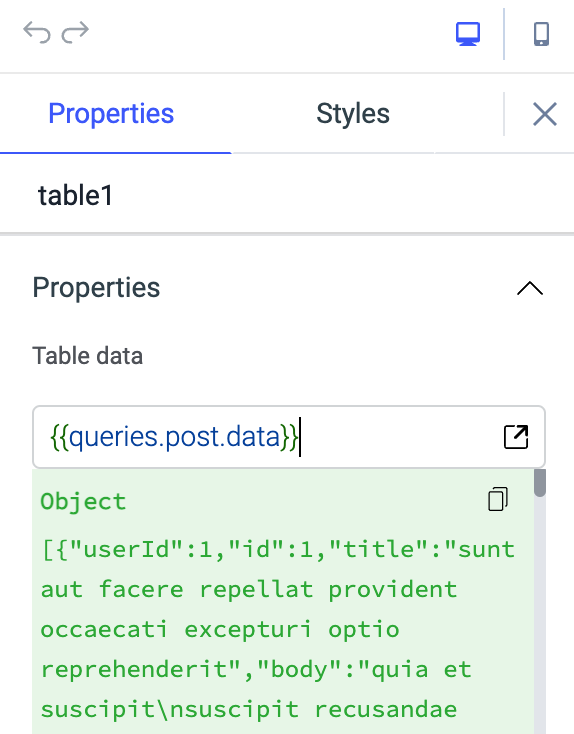 Properties
Styles
table1
Properties
Table data
{{queries.post.data}}
Object
[{"userId":1,"id":1,"title":"sunt
aut facere repellat provident
occaecati excepturi optio
reprehenderit","body":"quia et
suscipit\nsuscipit recusandae